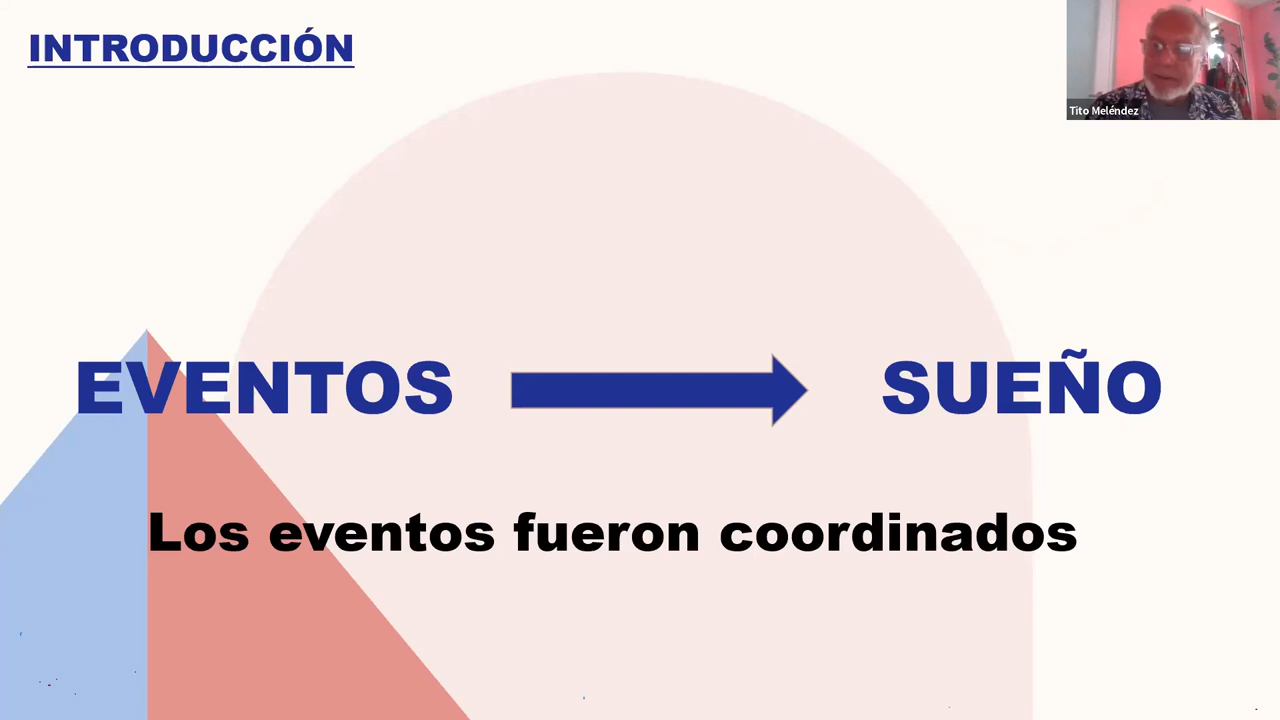 INTRODUCCIÓN
Tito Meléndez
EVENTOS SUEÑO
Los eventos fueron coordinados